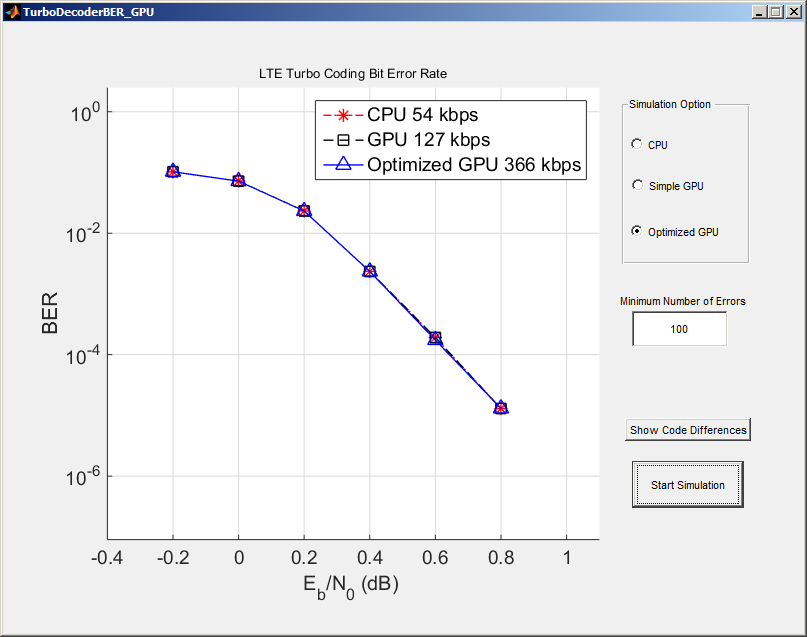 TurboDecoderBER_GPU
LTE Turbo Coding Bit Error Rate
CPU 54 kbps
GPU 127 kbps
Optimized GPU 366 kbps
10^0
10^-2
10^-4
10^-6
BER
-0.4 -0.2 0 0.2 0.4 0.6 0.8 1
E_b/N_0 (dB)
Simulation Option
CPU
Simple GPU
Optimized GPU
Minimum Number of Errors
100
Show Code Differences
Start Simulation